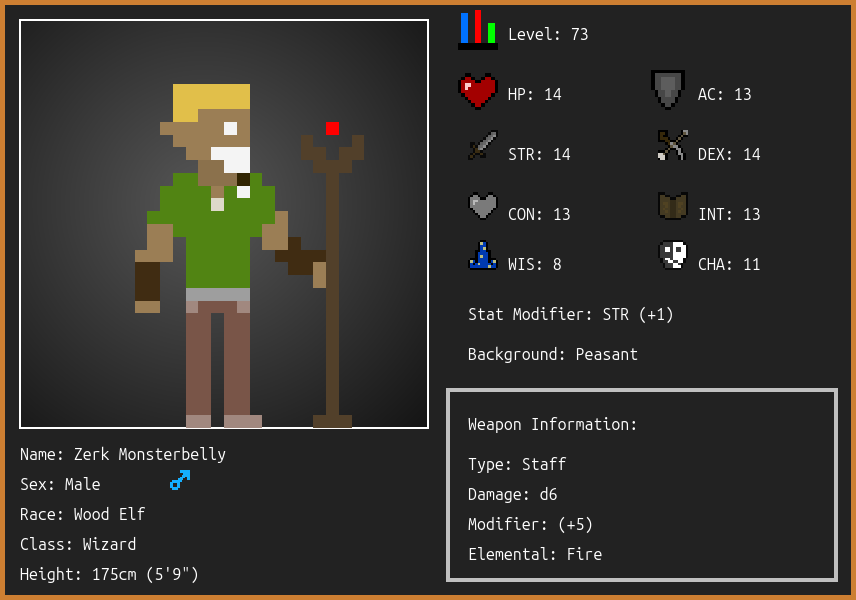 Level: 73
HP: 14
AC: 13
STR: 14
DEX: 14
CON: 13
INT: 13
WIS: 8
CHA: 11
Stat Modifier: STR (+1)
Background: Peasant
Weapon Information:
Type: Staff
Damage: d6
Modifier: (+5)
Elemental: Fire
Name: Zerk Monsterbelly
Sex: Male
Race: Wood Elf
Class: Wizard
Height: 175cm (5'9")